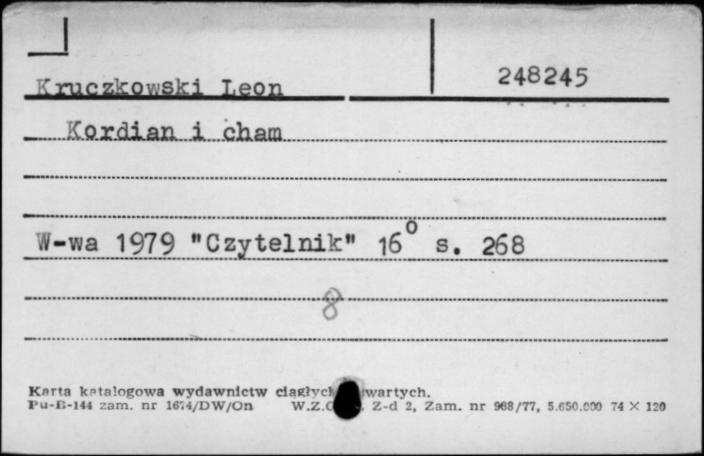 248245
Kruczkowski Leon
Kordian i cham
W-wa 1979 "Czytelnik" 16° s. 268
8
Karta katalogowa wydawnictw ciągłych wartych.
Pu-B-144 zam. nr 1674/DW/On W.Z.G. Z-d 2, Zam. nr 968/77, 5.650.000 74 X 120